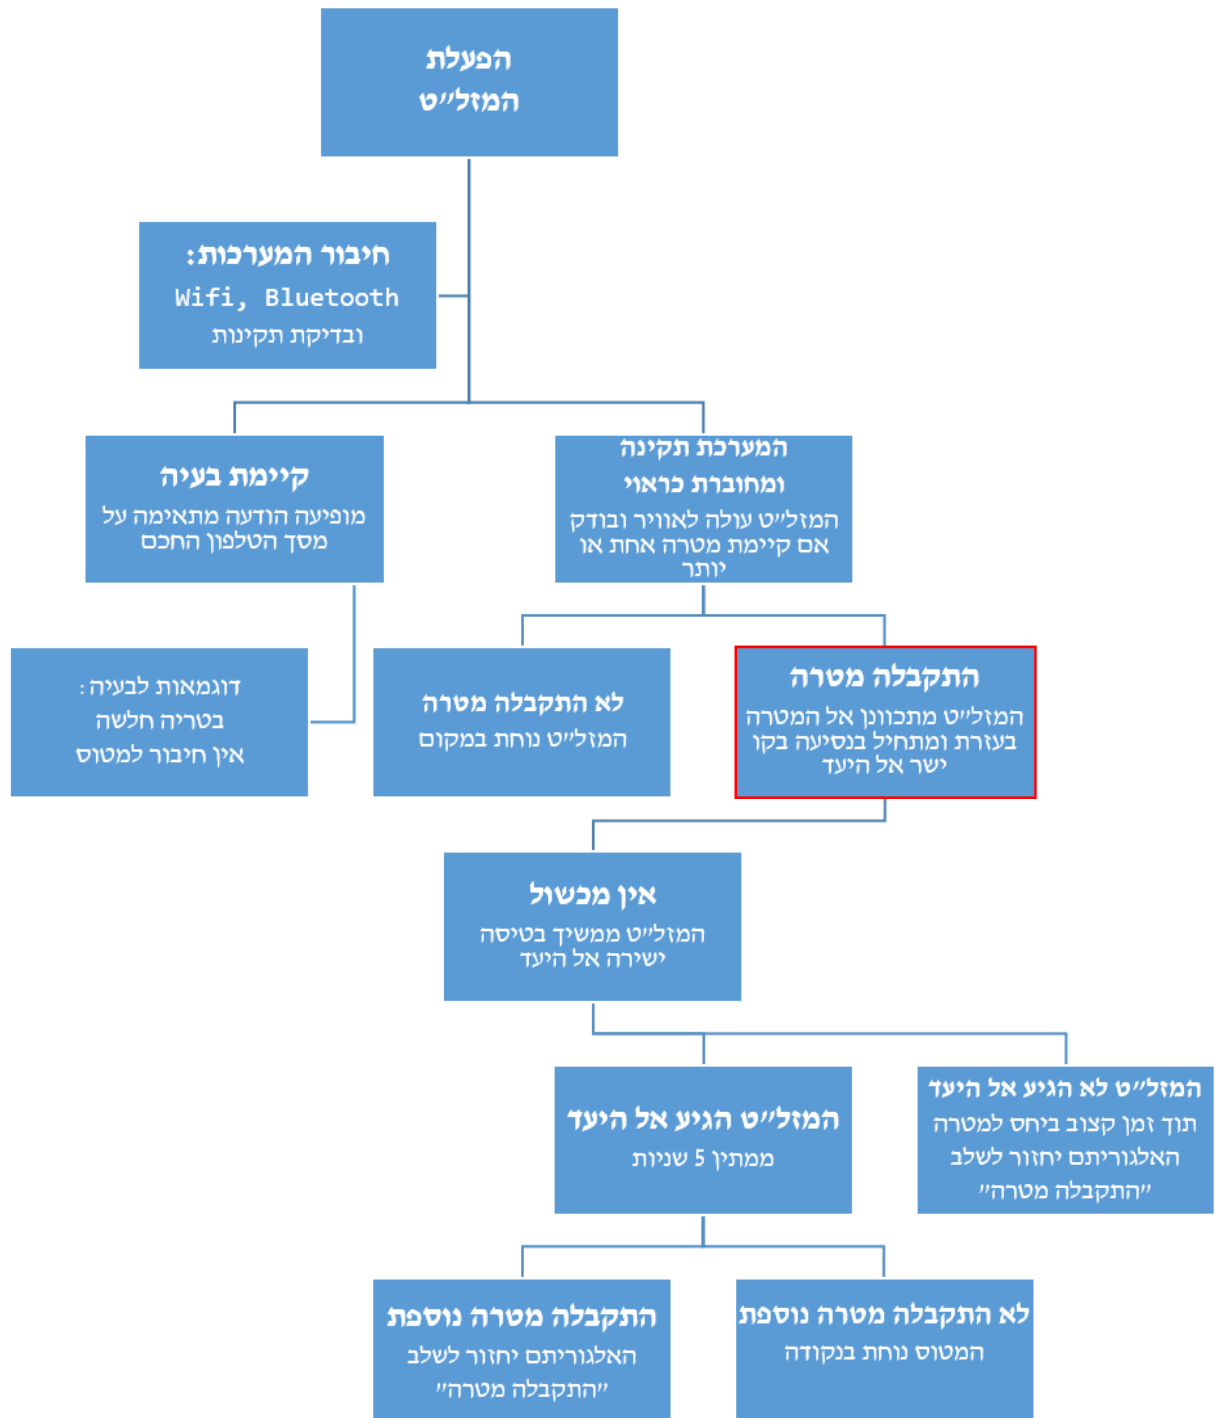 הפעלת
המזל״ט
חיבור המערכות:
Wifi, Bluetooth
ובדיקת תקינות
המערכת תקינה
ומחוברת כראוי
המזל״ט עולה לאוויר ובודק
אם קיימת מטרה אחת או
יותר
קיימת בעיה
מופיעה הודעה מתאימה על
מסך הטלפון החכם
התקבלה מטרה
המזל״ט מתכוונן אל המטרה
בעזרת ומתחיל בנסיעה בקו
ישר אל היעד
לא התקבלה מטרה
המזל״ט נוחת במקום
דוגמאות לבעיה:
בטריה חלשה
אין חיבור למטוס
אין מכשול
המזל״ט ממשיך בטיסה
ישירה אל היעד
המזל״ט לא הגיע אל היעד
תוך זמן קצוב ביחס למטרה
האלגוריתם יחזור לשלב
״התקבלה מטרה״
המזל״ט הגיע אל היעד
ממתין 5 שניות
לא התקבלה מטרה נוספת
המטוס נוחת בנקודה
התקבלה מטרה נוספת
האלגוריתם יחזור לשלב
״התקבלה מטרה״